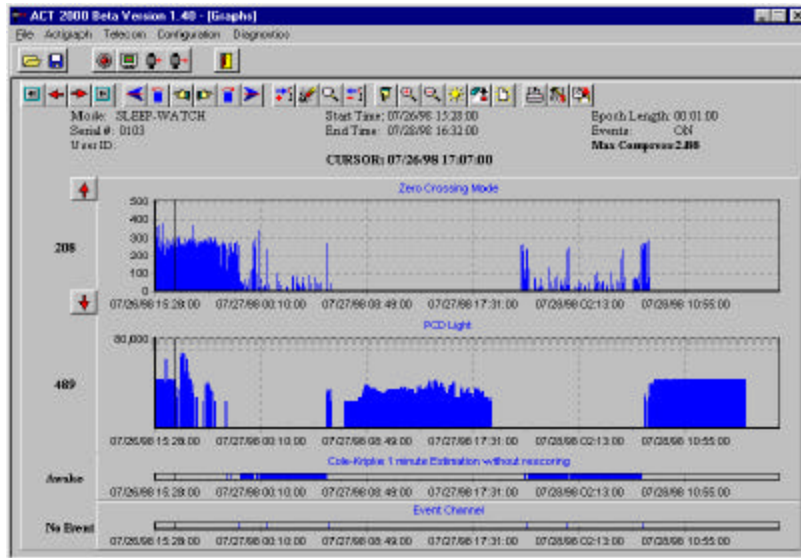 ACT 2000 Beta Version 1.40 - [Graphs]
File Actigraph Telecom Configuration Diagnostics
Mode: SLEEP-WATCH Start Time: 07/26/98 15:28:00 Epoch Length: 00:01:00
Serial #: 0103 End Time: 07/28/98 16:32:00 Events: ON
User ID: Max Compress:2.88
CURSOR: 07/26/98 17:07:00
Zero Crossing Mode
500
400
300
200
100
0
208
07/26/98 15:28:00 07/27/98 00:10:00 07/27/98 08:49:00 07/27/98 17:31:00 07/28/98 02:13:00 07/28/98 10:55:00
PCD Light
80,000
489
07/26/98 15:28:00 07/27/98 00:10:00 07/27/98 08:49:00 07/27/98 17:31:00 07/28/98 02:13:00 07/28/98 10:55:00
Cole-Kripke 1 minute Estimation without rescoring
Awake
07/26/98 15:28:00 07/27/98 00:10:00 07/27/98 08:49:00 07/27/98 17:31:00 07/28/98 02:13:00 07/28/98 10:55:00
Event Channel
No Event
07/26/98 15:28:00 07/27/98 00:10:00 07/27/98 08:49:00 07/27/98 17:31:00 07/28/98 02:13:00 07/28/98 10:55:00